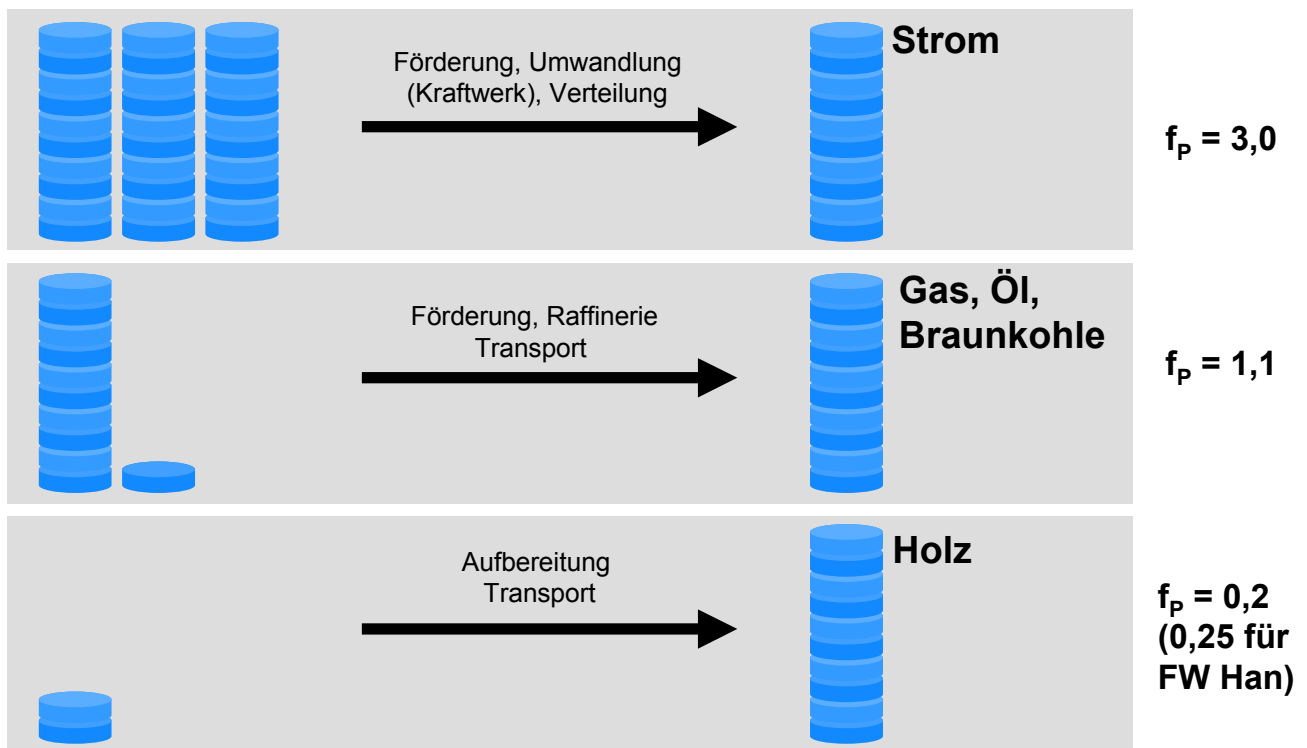 Förderung, Umwandlung
(Kraftwerk), Verteilung
Strom
fP = 3,0
Förderung, Raffinerie
Transport
Gas, Öl,
Braunkohle
fP = 1,1
Aufbereitung
Transport
Holz
fP = 0,2
(0,25 für
FW Han)